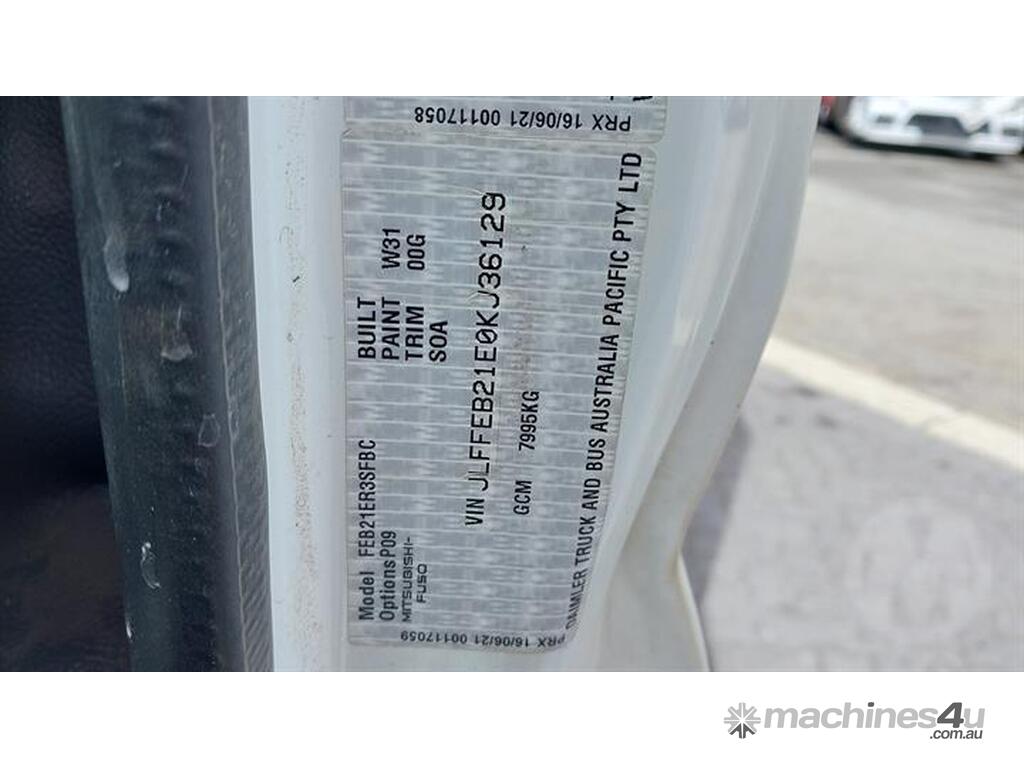 PRX 16/06/21 00117058
Model FEB21ER3SFBC BUILT
Options P09 PAINT W31
MITSUBISHI- TRIM 00G
FUSO SOA
VIN JLFFEB21E0KJ36129
GCM 7995KG
DAIMLER TRUCK AND BUS AUSTRALIA PACIFIC PTY LTD
PRX 16/06/21 00117059
machines4u
.com.au